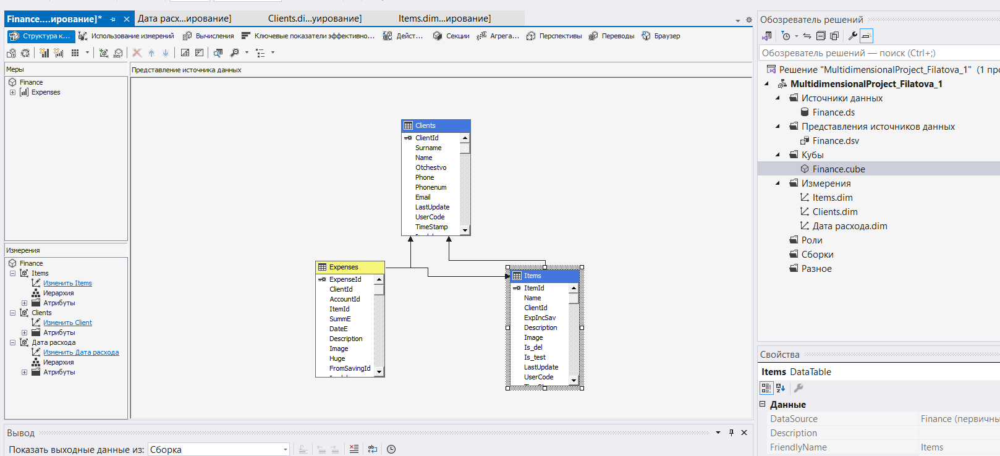 Finance....ирование]*
Дата расх...ирование]
Clients.di...уирование]
Items.dim...ирование]
Структура к...
Использование измерений
Вычисления
Ключевые показатели эффективно...
Дейст...
Секции
Агрега...
Перспективы
Переводы
Браузер
Меры
Finance
Expenses
Измерения
Finance
Items
Изменить Items
Иерархия
Атрибуты
Clients
Изменить Client
Атрибуты
Дата расхода
Изменить Дата расхода
Иерархия
Атрибуты
Представление источника данных
Clients
ClientId
Surname
Name
Otchestvo
Phone
Phonenum
Email
LastUpdate
UserCode
TimeStamp
Expenses
ExpenseId
ClientId
AccountId
ItemId
SummE
DateE
Description
Image
Huge
FromSavingId
Items
ItemId
Name
ClientId
ExpIncSav
Description
Image
Is_del
Is_test
LastUpdate
UserCode
Вывод
Показать выходные данные из: Сборка
Обозреватель решений
Обозреватель решений — поиск (Ctrl+;)
Решение "MultidimensionalProject_Filatova_1" (1 про
MultidimensionalProject_Filatova_1
Источники данных
Finance.ds
Представления источников данных
Finance.dsv
Кубы
Finance.cube
Измерения
Items.dim
Clients.dim
Дата расхода.dim
Роли
Сборки
Разное
Свойства
Items DataTable
Данные
DataSource Finance (первичны
Description
FriendlyName Items